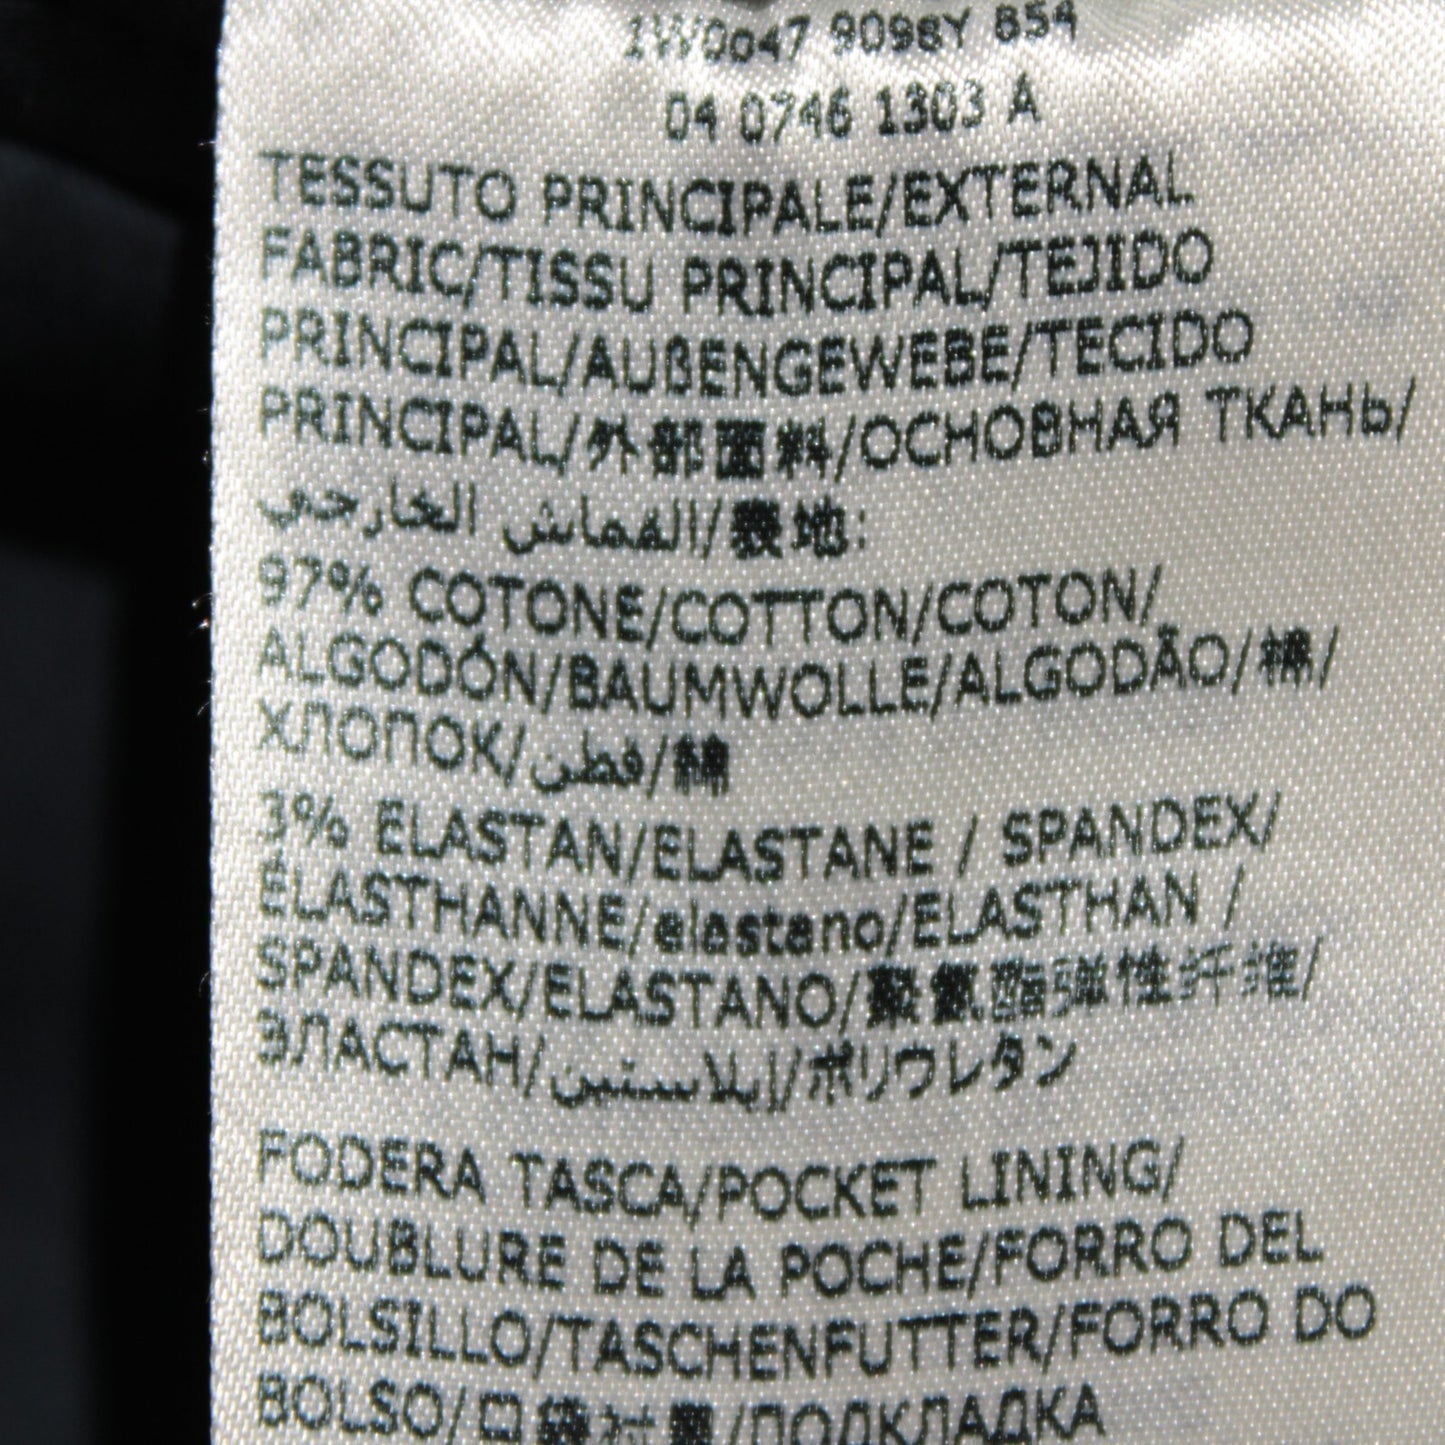 1W0047 9098Y 854
04 0746 1303 A
TESSUTO PRINCIPALE/EXTERNAL
FABRIC/TISSU PRINCIPAL/TEJIDO
PRINCIPAL/AUßENGEWEBE/TECIDO
PRINCIPAL/外部面料/ОСНОВНАЯ ТКАНЬ/
القماش الخارجي/表地:
97% COTONE/COTTON/COTON/
ALGODÓN/BAUMWOLLE/ALGODÃO/棉/
ХЛОПОК/قطن/綿
3% ELASTAN/ELASTANE / SPANDEX/
ÉLASTHANNE/elastano/ELASTHAN /
SPANDEX/ELASTANO/聚氨酯弹性纤维/
ЭЛАСТАН/إيلاستين/ポリウレタン
FODERA TASCA/POCKET LINING/
DOUBLURE DE LA POCHE/FORRO DEL
BOLSILLO/TASCHENFUTTER/FORRO DO
BOLSO/口袋衬里/ПОДКЛАДКА